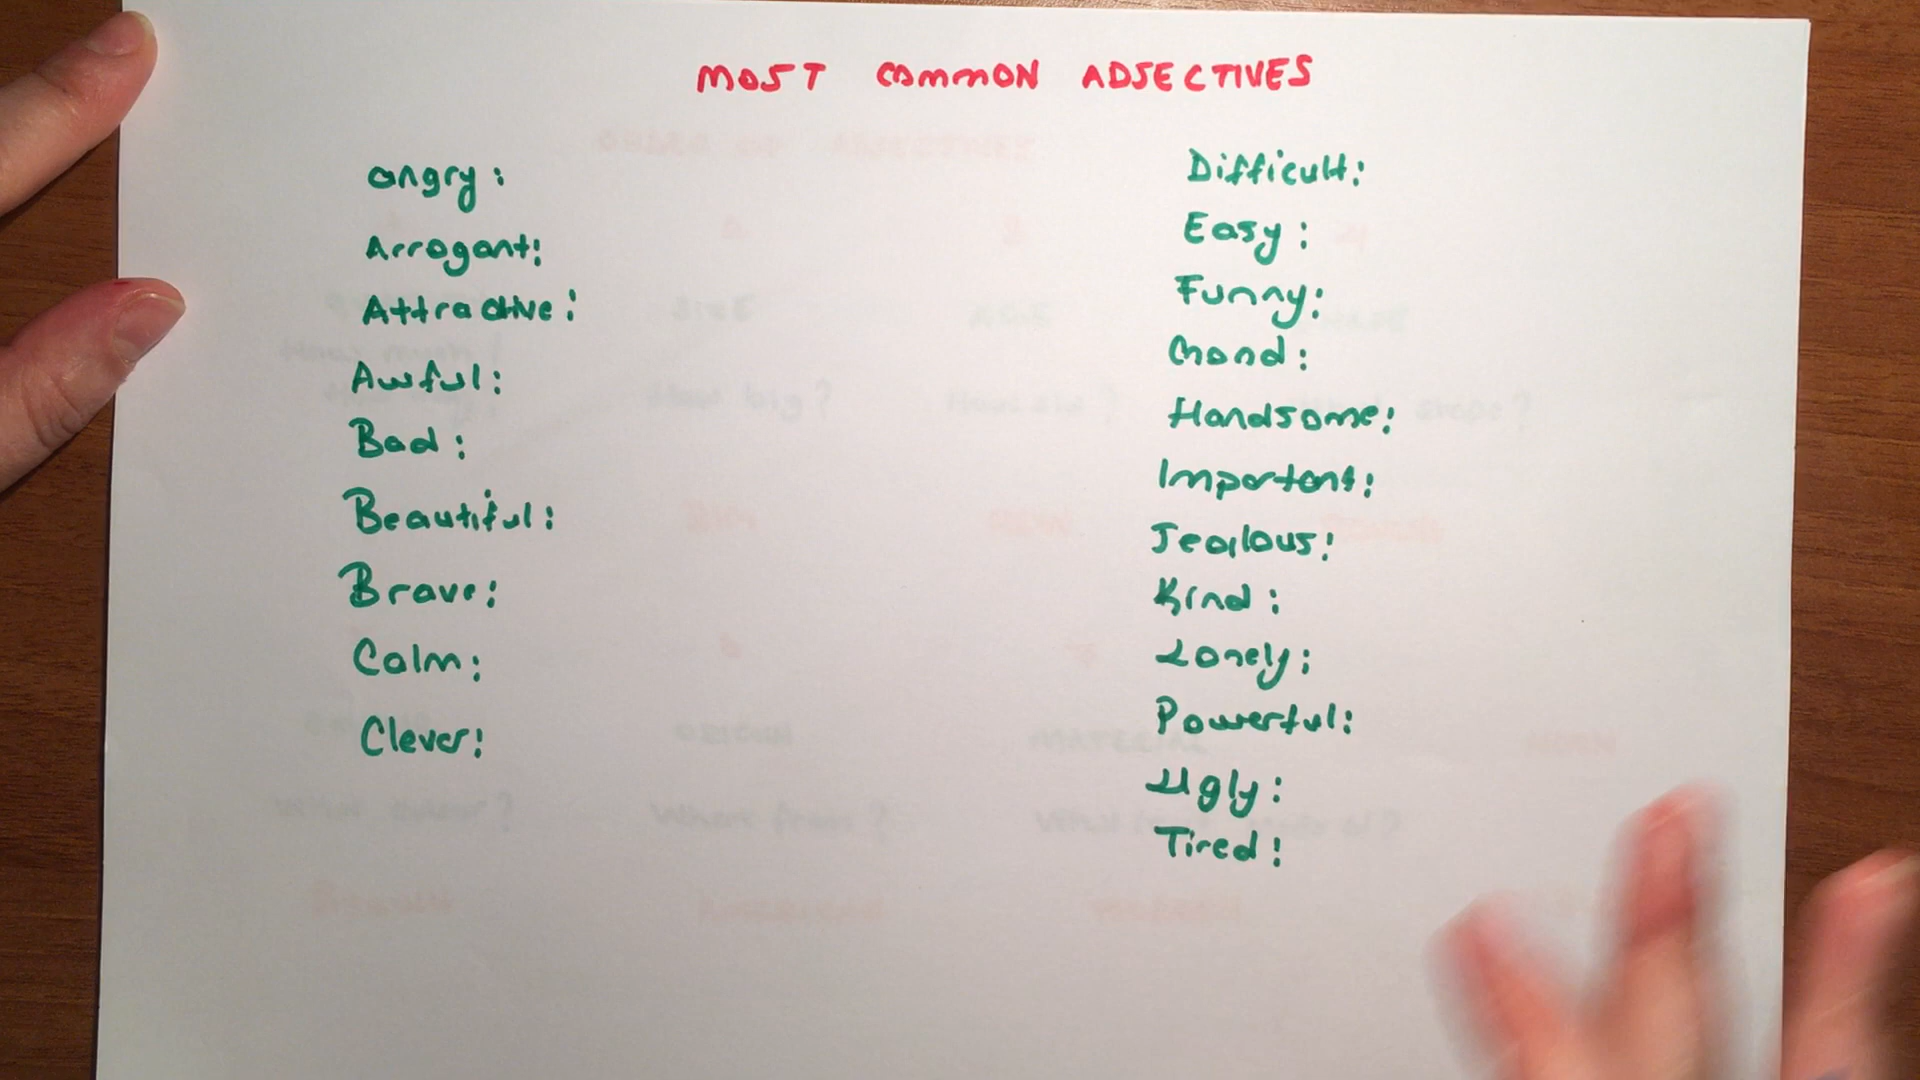 MOST COMMON ADJECTIVES
angry:
Arrogant:
Attractive:
Awful:
Bad:
Beautiful:
Brave:
Calm:
Clever:
Difficult:
Easy:
Funny:
Handsome:
Important:
Jealous:
Kind:
Lonely:
Powerful:
Ugly:
Tired: